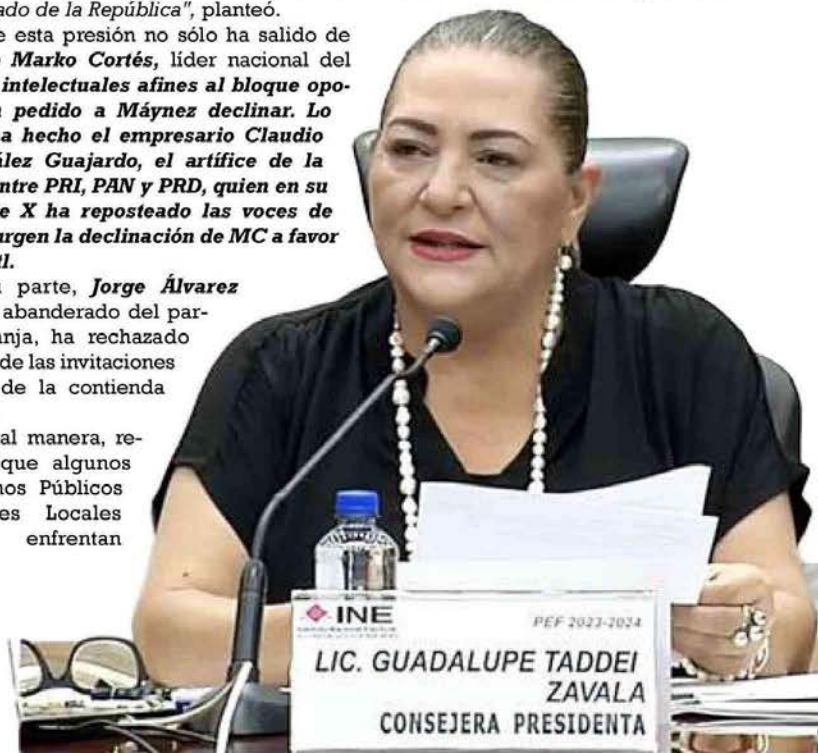 ado de la República", planteó.
e esta presión no sólo ha salido de
Marko Cortés, líder nacional del
intelectuales afines al bloque opo-
pedido a Máynez declinar. Lo
a hecho el empresario Claudio
lez Guajardo, el artífice de la
ntre PRI, PAN y PRD, quien en su
e X ha reposteado las voces de
urgen la declinación de MC a favor
parte, Jorge Álvarez
abanderado del par-
nja, ha rechazado
de las invitaciones
de la contienda
al manera, re-
que algunos
nos Públicos
es Locales
enfrentan
INE
PEF 2023-2024
LIC. GUADALUPE TADDEI
ZAVALA
CONSEJERA PRESIDENTA